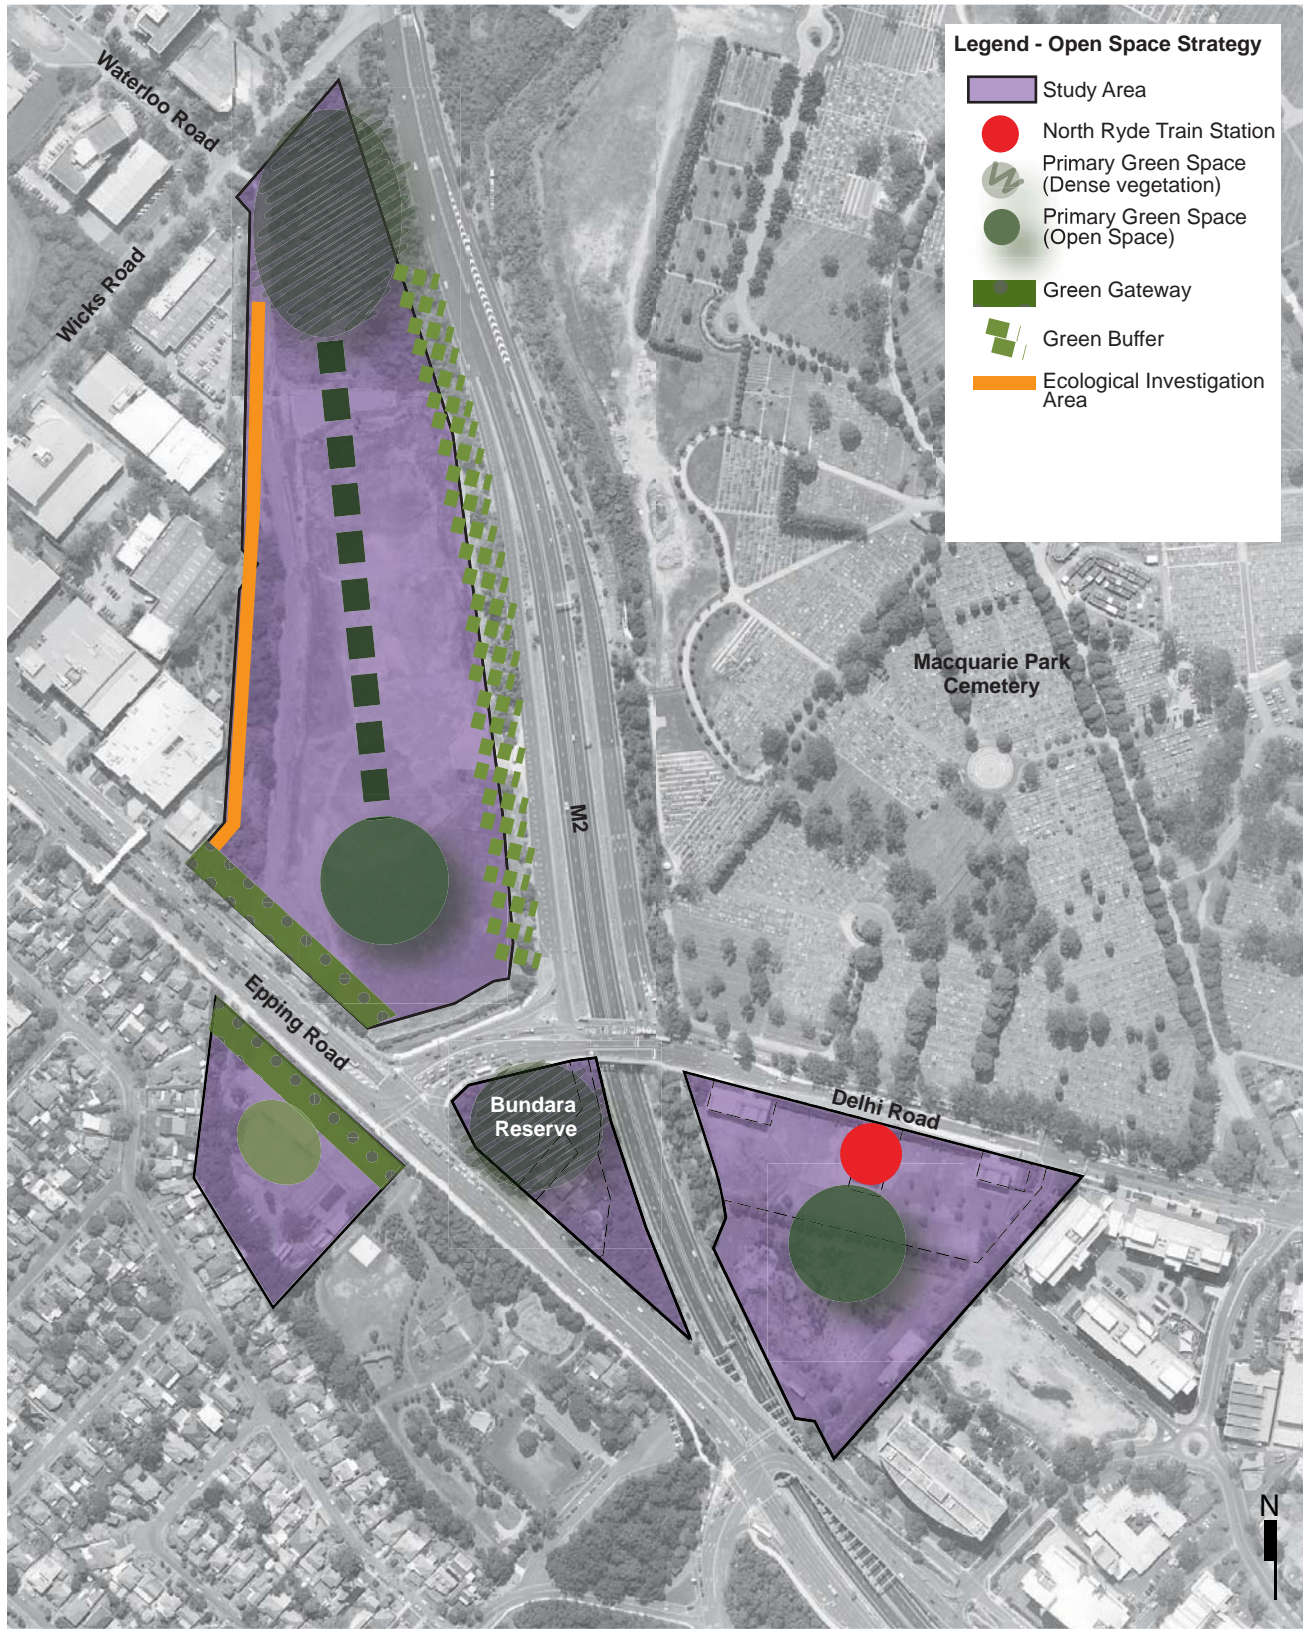 Legend - Open Space Strategy
Study Area
North Ryde Train Station
Primary Green Space
(Dense vegetation)
Primary Green Space
(Open Space)
Green Gateway
Green Buffer
Ecological Investigation
Area
Waterloo Road
Wicks Road
Macquarie Park
Cemetery
M2
Epping Road
Bundara
Reserve
Delhi Road
N